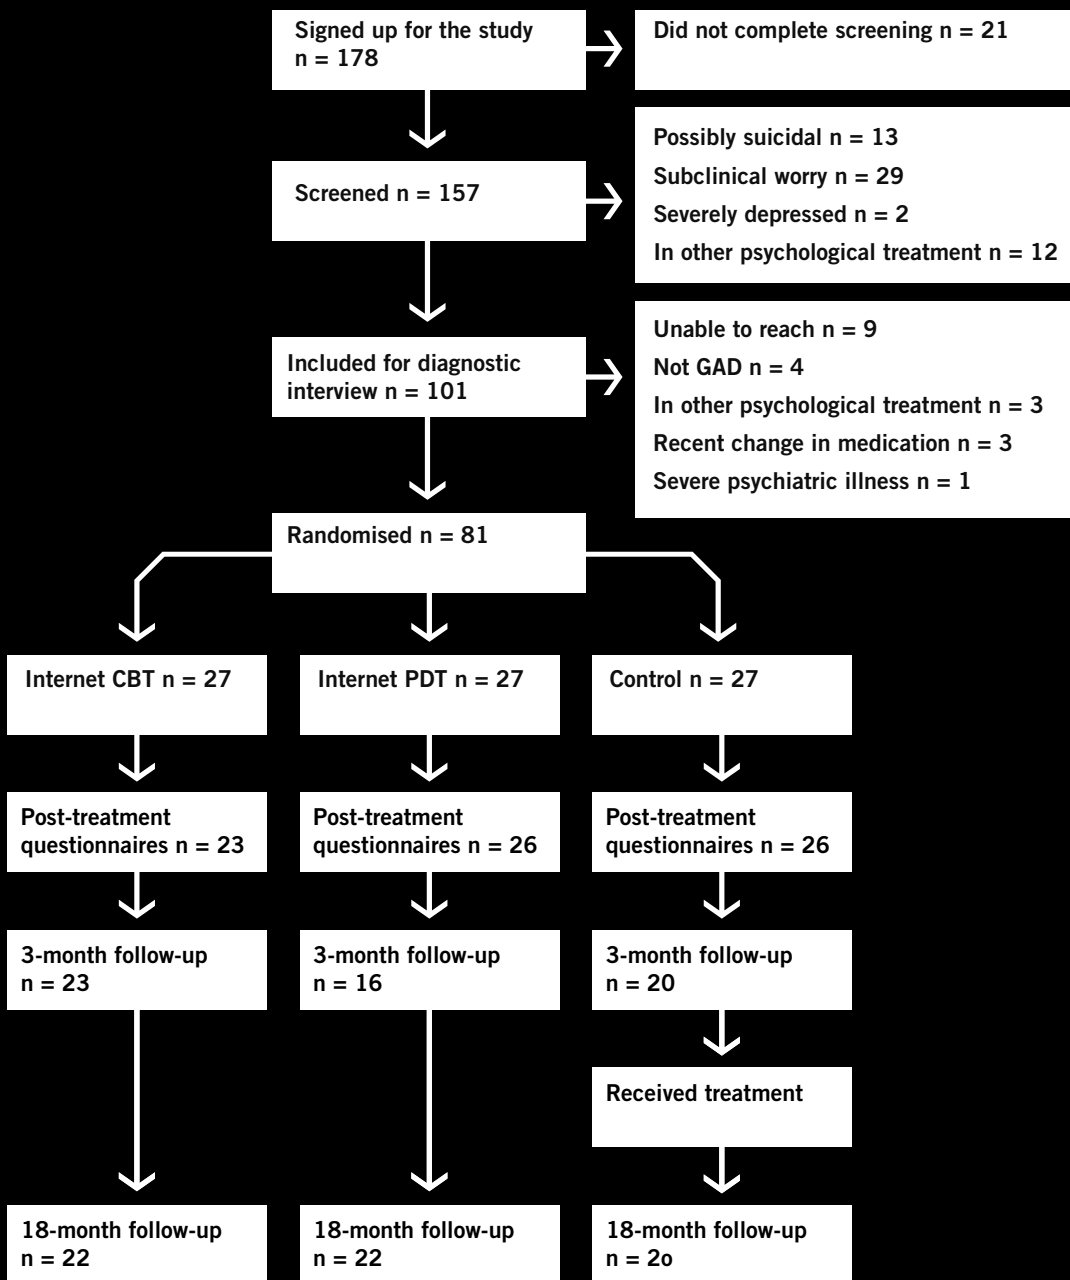 Signed up for the study
n = 178
Did not complete screening n = 21
Screened n = 157
Possibly suicidal n = 13
Subclinical worry n = 29
Severely depressed n = 2
In other psychological treatment n = 12
Included for diagnostic
interview n = 101
Unable to reach n = 9
Not GAD n = 4
In other psychological treatment n = 3
Recent change in medication n = 3
Severe psychiatric illness n = 1
Randomised n = 81
Internet CBT n = 27
Internet PDT n = 27
Control n = 27
Post-treatment
questionnaires n = 23
Post-treatment
questionnaires n = 26
Post-treatment
questionnaires n = 26
3-month follow-up
n = 23
3-month follow-up
n = 16
3-month follow-up
n = 20
Received treatment
18-month follow-up
n = 22
18-month follow-up
n = 22
18-month follow-up
n = 2o